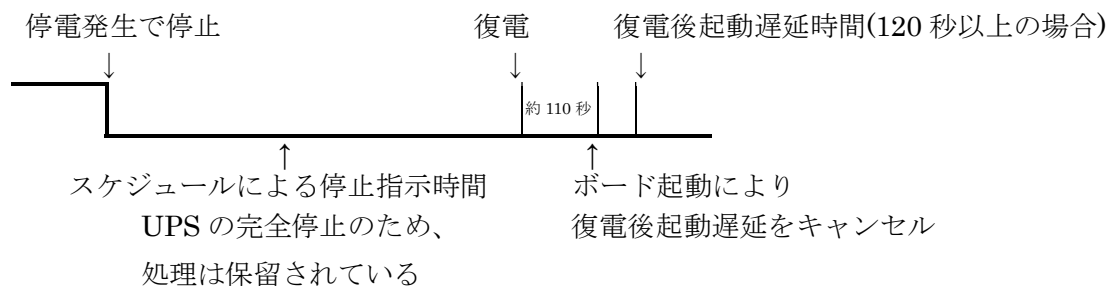 停電発生で停止 復電 復電後起動遅延時間(120 秒以上の場合)
↓ ↓ ↓
約 110 秒
↑ ↑
スケジュールによる停止指示時間 ボード起動により
UPS の完全停止のため、 復電後起動遅延をキャンセル
処理は保留されている